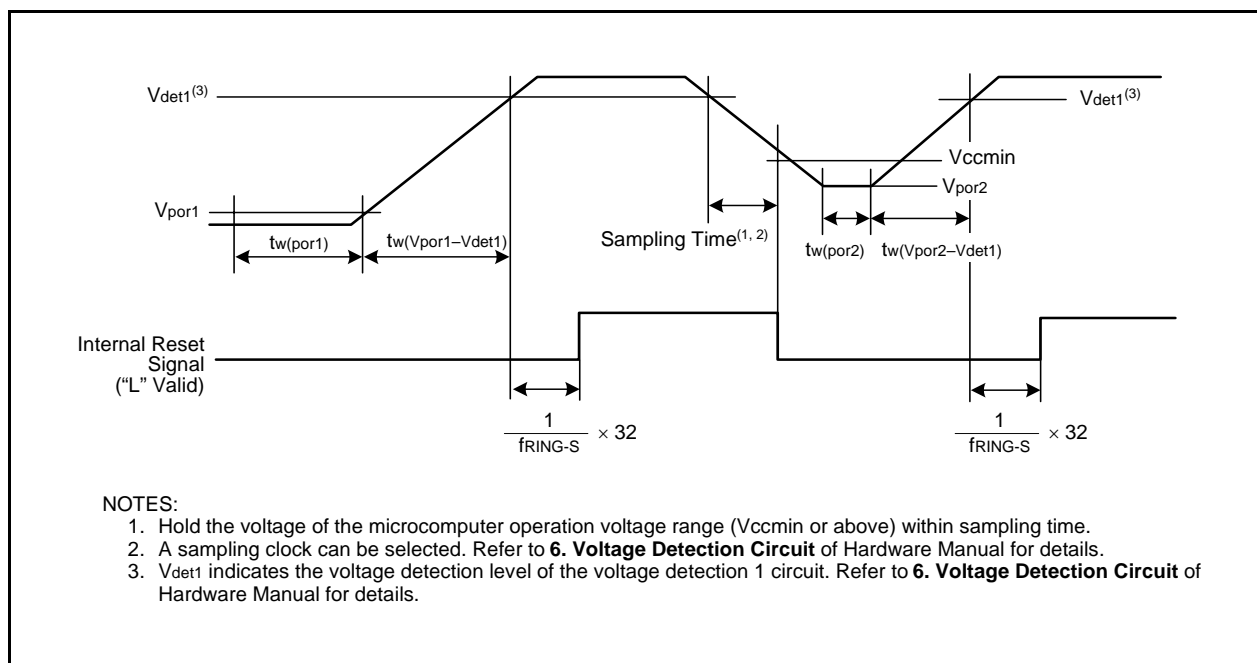 Vdet1(3)
Vdet1(3)
Vccmin
Vpor2
Vpor1
tw(por1)
tw(Vpor1–Vdet1)
Sampling Time(1, 2)
tw(por2)
tw(Vpor2–Vdet1)
Internal Reset
Signal
(“L” Valid)
1
fRING-S
× 32
1
fRING-S
× 32
NOTES:
1. Hold the voltage of the microcomputer operation voltage range (Vccmin or above) within sampling time.
2. A sampling clock can be selected. Refer to 6. Voltage Detection Circuit of Hardware Manual for details.
3. Vdet1 indicates the voltage detection level of the voltage detection 1 circuit. Refer to 6. Voltage Detection Circuit of
Hardware Manual for details.